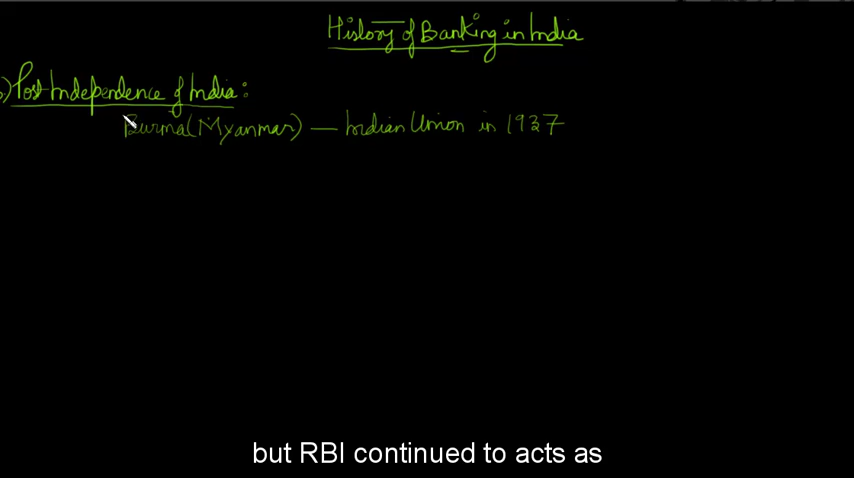 History of Banking in India
) Post Independence of India:
Burma (Myanmar) — Indian Union in 1937
but RBI continued to acts as